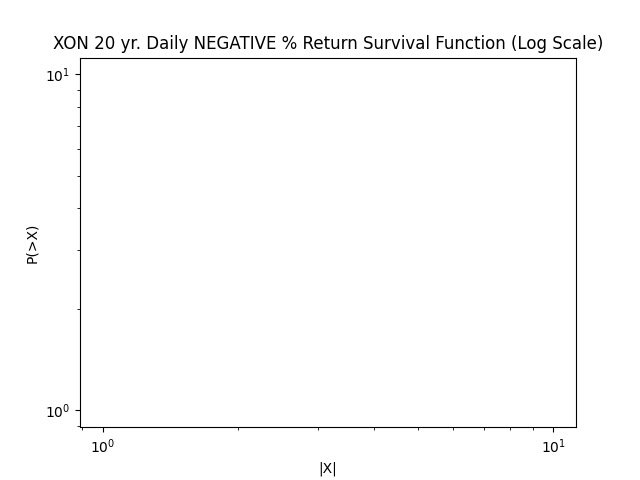 XON 20 yr. Daily NEGATIVE % Return Survival Function (Log Scale)
10¹
P(>X)
10⁰
10⁰ 10¹
|X|